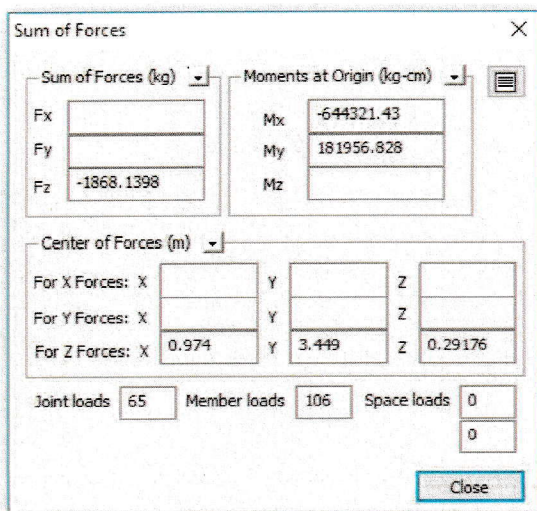 Sum of Forces
Sum of Forces (kg) Moments at Origin (kg-cm)
Fx Mx -644321.43
Fy My 181956.828
Fz -1868.1398 Mz
Center of Forces (m)
For X Forces: X Y Z
For Y Forces: X Y Z
For Z Forces: X 0.974 Y 3.449 Z 0.29176
Joint loads 65 Member loads 106 Space loads 0
0
Close